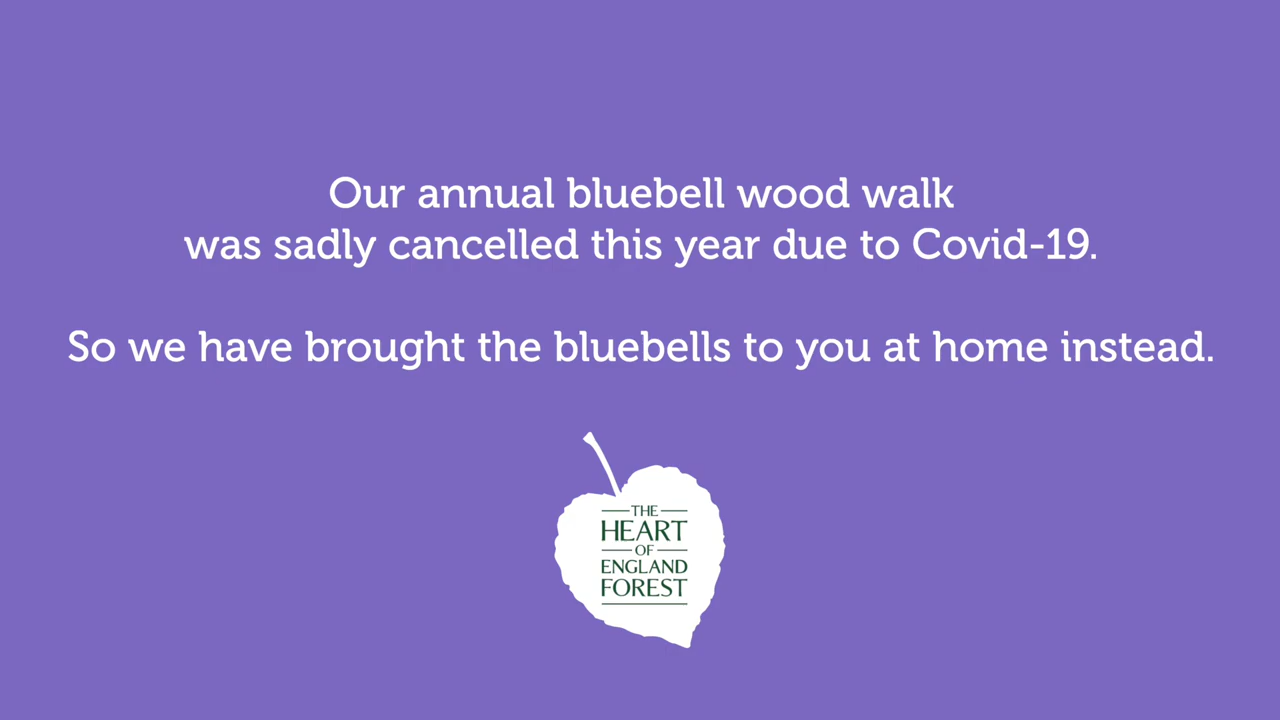 Our annual bluebell wood walk
was sadly cancelled this year due to Covid-19.
So we have brought the bluebells to you at home instead.
THE
HEART
OF
ENGLAND
FOREST